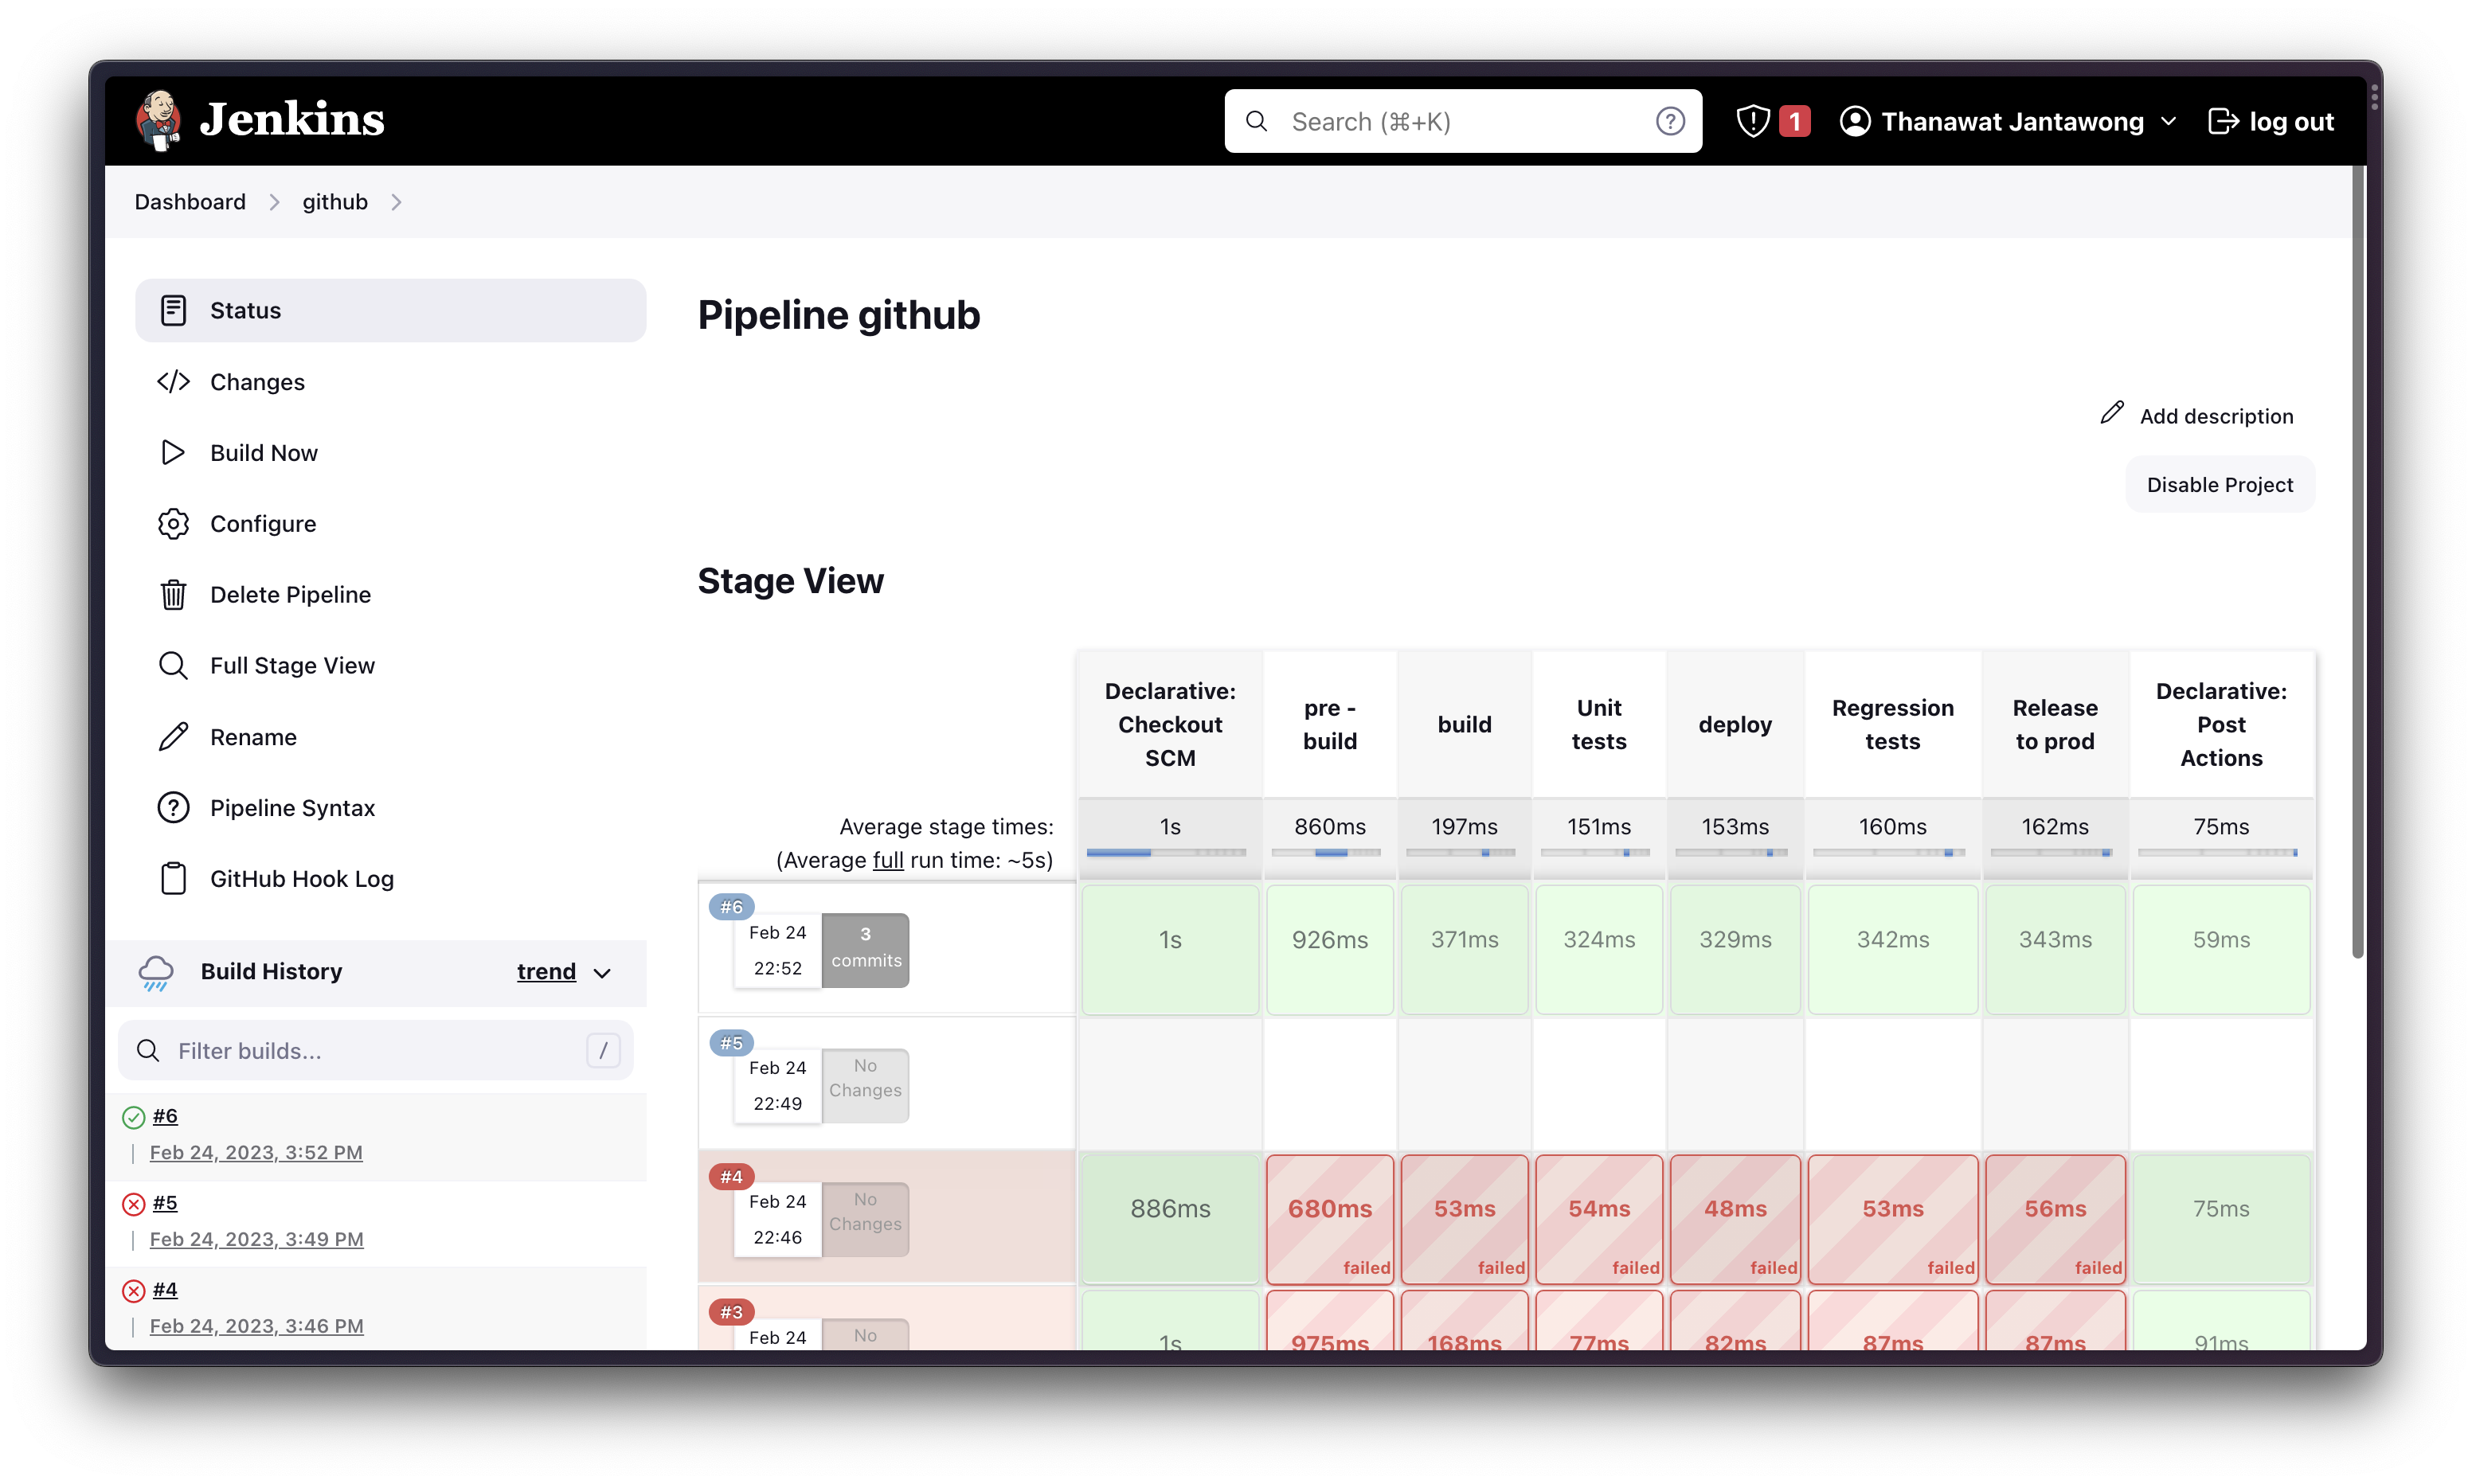 Jenkins
Search (⌘+K)
1
Thanawat Jantawong
log out
Dashboard
github
Status
Changes
Build Now
Configure
Delete Pipeline
Full Stage View
Rename
Pipeline Syntax
GitHub Hook Log
Build History
trend
Filter builds...
/
#6
Feb 24, 2023, 3:52 PM
#5
Feb 24, 2023, 3:49 PM
#4
Feb 24, 2023, 3:46 PM
Pipeline github
Add description
Disable Project
Stage View
Declarative:
Checkout
SCM
pre -
build
build
Unit
tests
deploy
Regression
tests
Release
to prod
Declarative:
Post
Actions
Average stage times:
(Average full run time: ~5s)
1s
860ms
197ms
151ms
153ms
160ms
162ms
75ms
#6
Feb 24
22:52
3
commits
1s
926ms
371ms
324ms
329ms
342ms
343ms
59ms
#5
Feb 24
22:49
No
Changes
#4
Feb 24
22:46
No
Changes
886ms
680ms
failed
53ms
failed
54ms
failed
48ms
failed
53ms
failed
56ms
failed
75ms
#3
Feb 24
No
1s
975ms
168ms
77ms
82ms
87ms
87ms
91ms